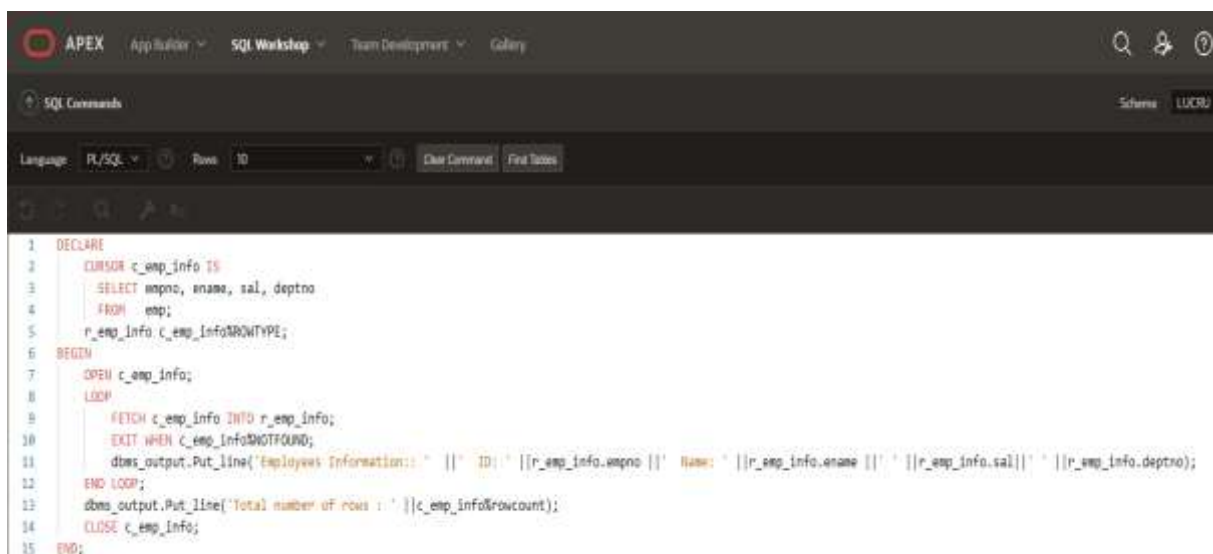 APEX App Builder SQL Workshop Team Development Gallery
SQL Commands Schema LUCRU
Language PL/SQL Rows 10 Clear Command Find Tables
1 DECLARE
2 CURSOR c_emp_info IS
3 SELECT empno, ename, sal, deptno
4 FROM emp;
5 r_emp_info c_emp_info%ROWTYPE;
6 BEGIN
7 OPEN c_emp_info;
8 LOOP
9 FETCH c_emp_info INTO r_emp_info;
10 EXIT WHEN c_emp_info%NOTFOUND;
11 dbms_output.Put_line('Employees Information:: ' ||' ID: ' ||r_emp_info.empno ||' Name: ' ||r_emp_info.ename ||' ' ||r_emp_info.sal||' ' ||r_emp_info.deptno);
12 END LOOP;
13 dbms_output.Put_line('Total number of rows : ' ||c_emp_info%rowcount);
14 CLOSE c_emp_info;
15 END;